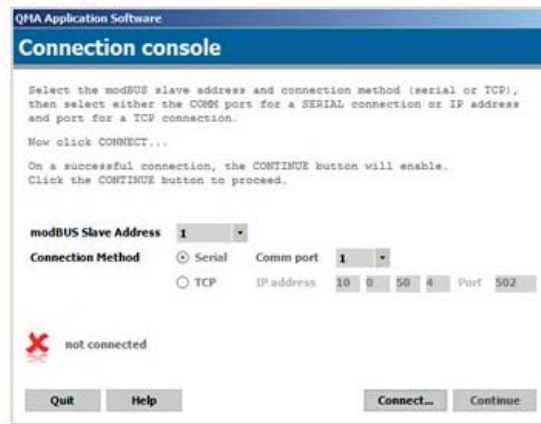 QMA Application Software
Connection console
Select the modBUS slave address and connection method (serial or TCP),
then select either the COMM port for a SERIAL connection or IP address
and port for a TCP connection.
Now click CONNECT...
On a successful connection, the CONTINUE button will enable.
Click the CONTINUE button to proceed.
modBUS Slave Address 1
Connection Method Serial Comm port 1
TCP IP address 10 0 50 4 Port 502
not connected
Quit Help Connect... Continue